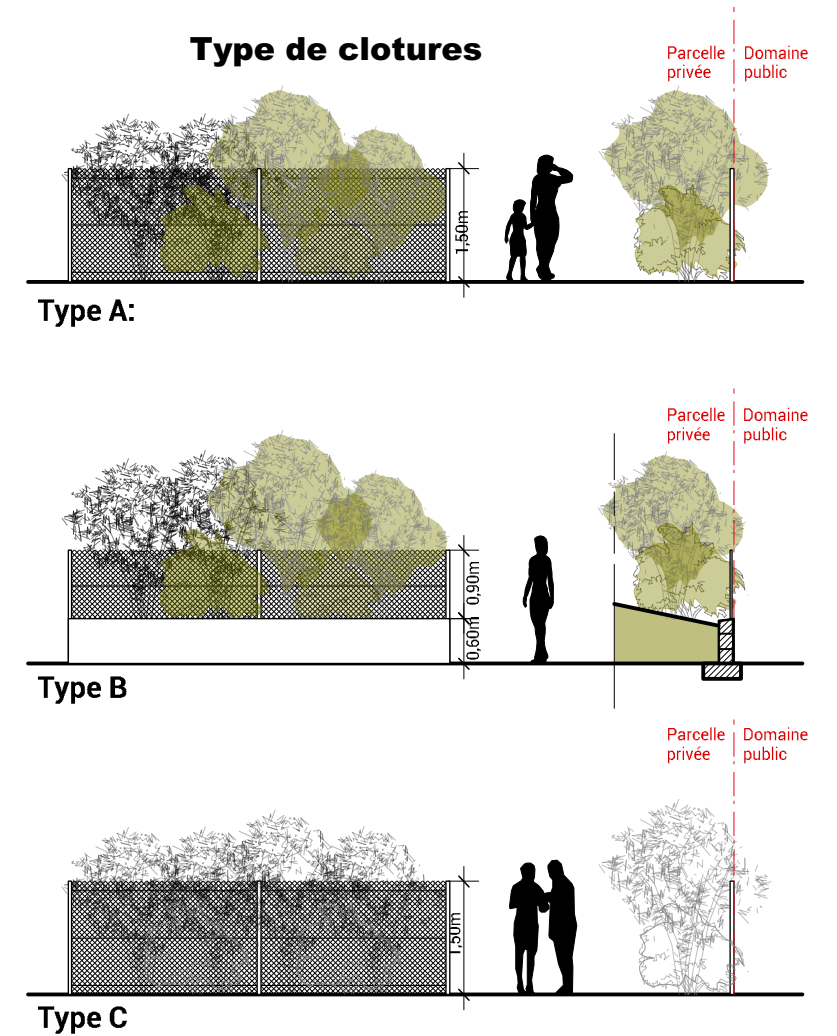 Type de clotures
Parcelle Domaine
privée public
1,50m
Type A:
Parcelle Domaine
privée public
0,90m
0,60m
Type B
Parcelle Domaine
privée public
1,50m
Type C